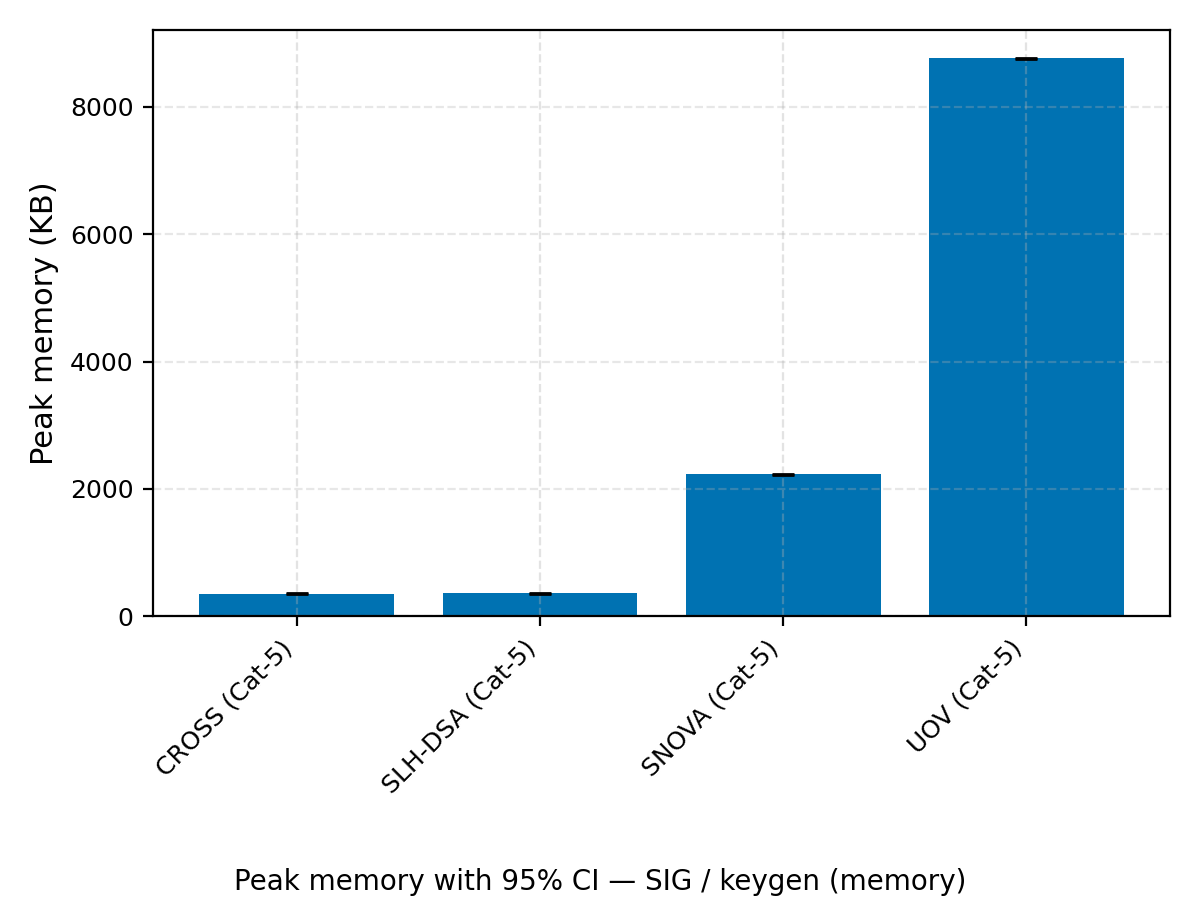 Peak memory (KB)
8000
6000
4000
2000
0
CROSS (Cat-5)
SLH-DSA (Cat-5)
SNOVA (Cat-5)
UOV (Cat-5)
Peak memory with 95% CI — SIG / keygen (memory)